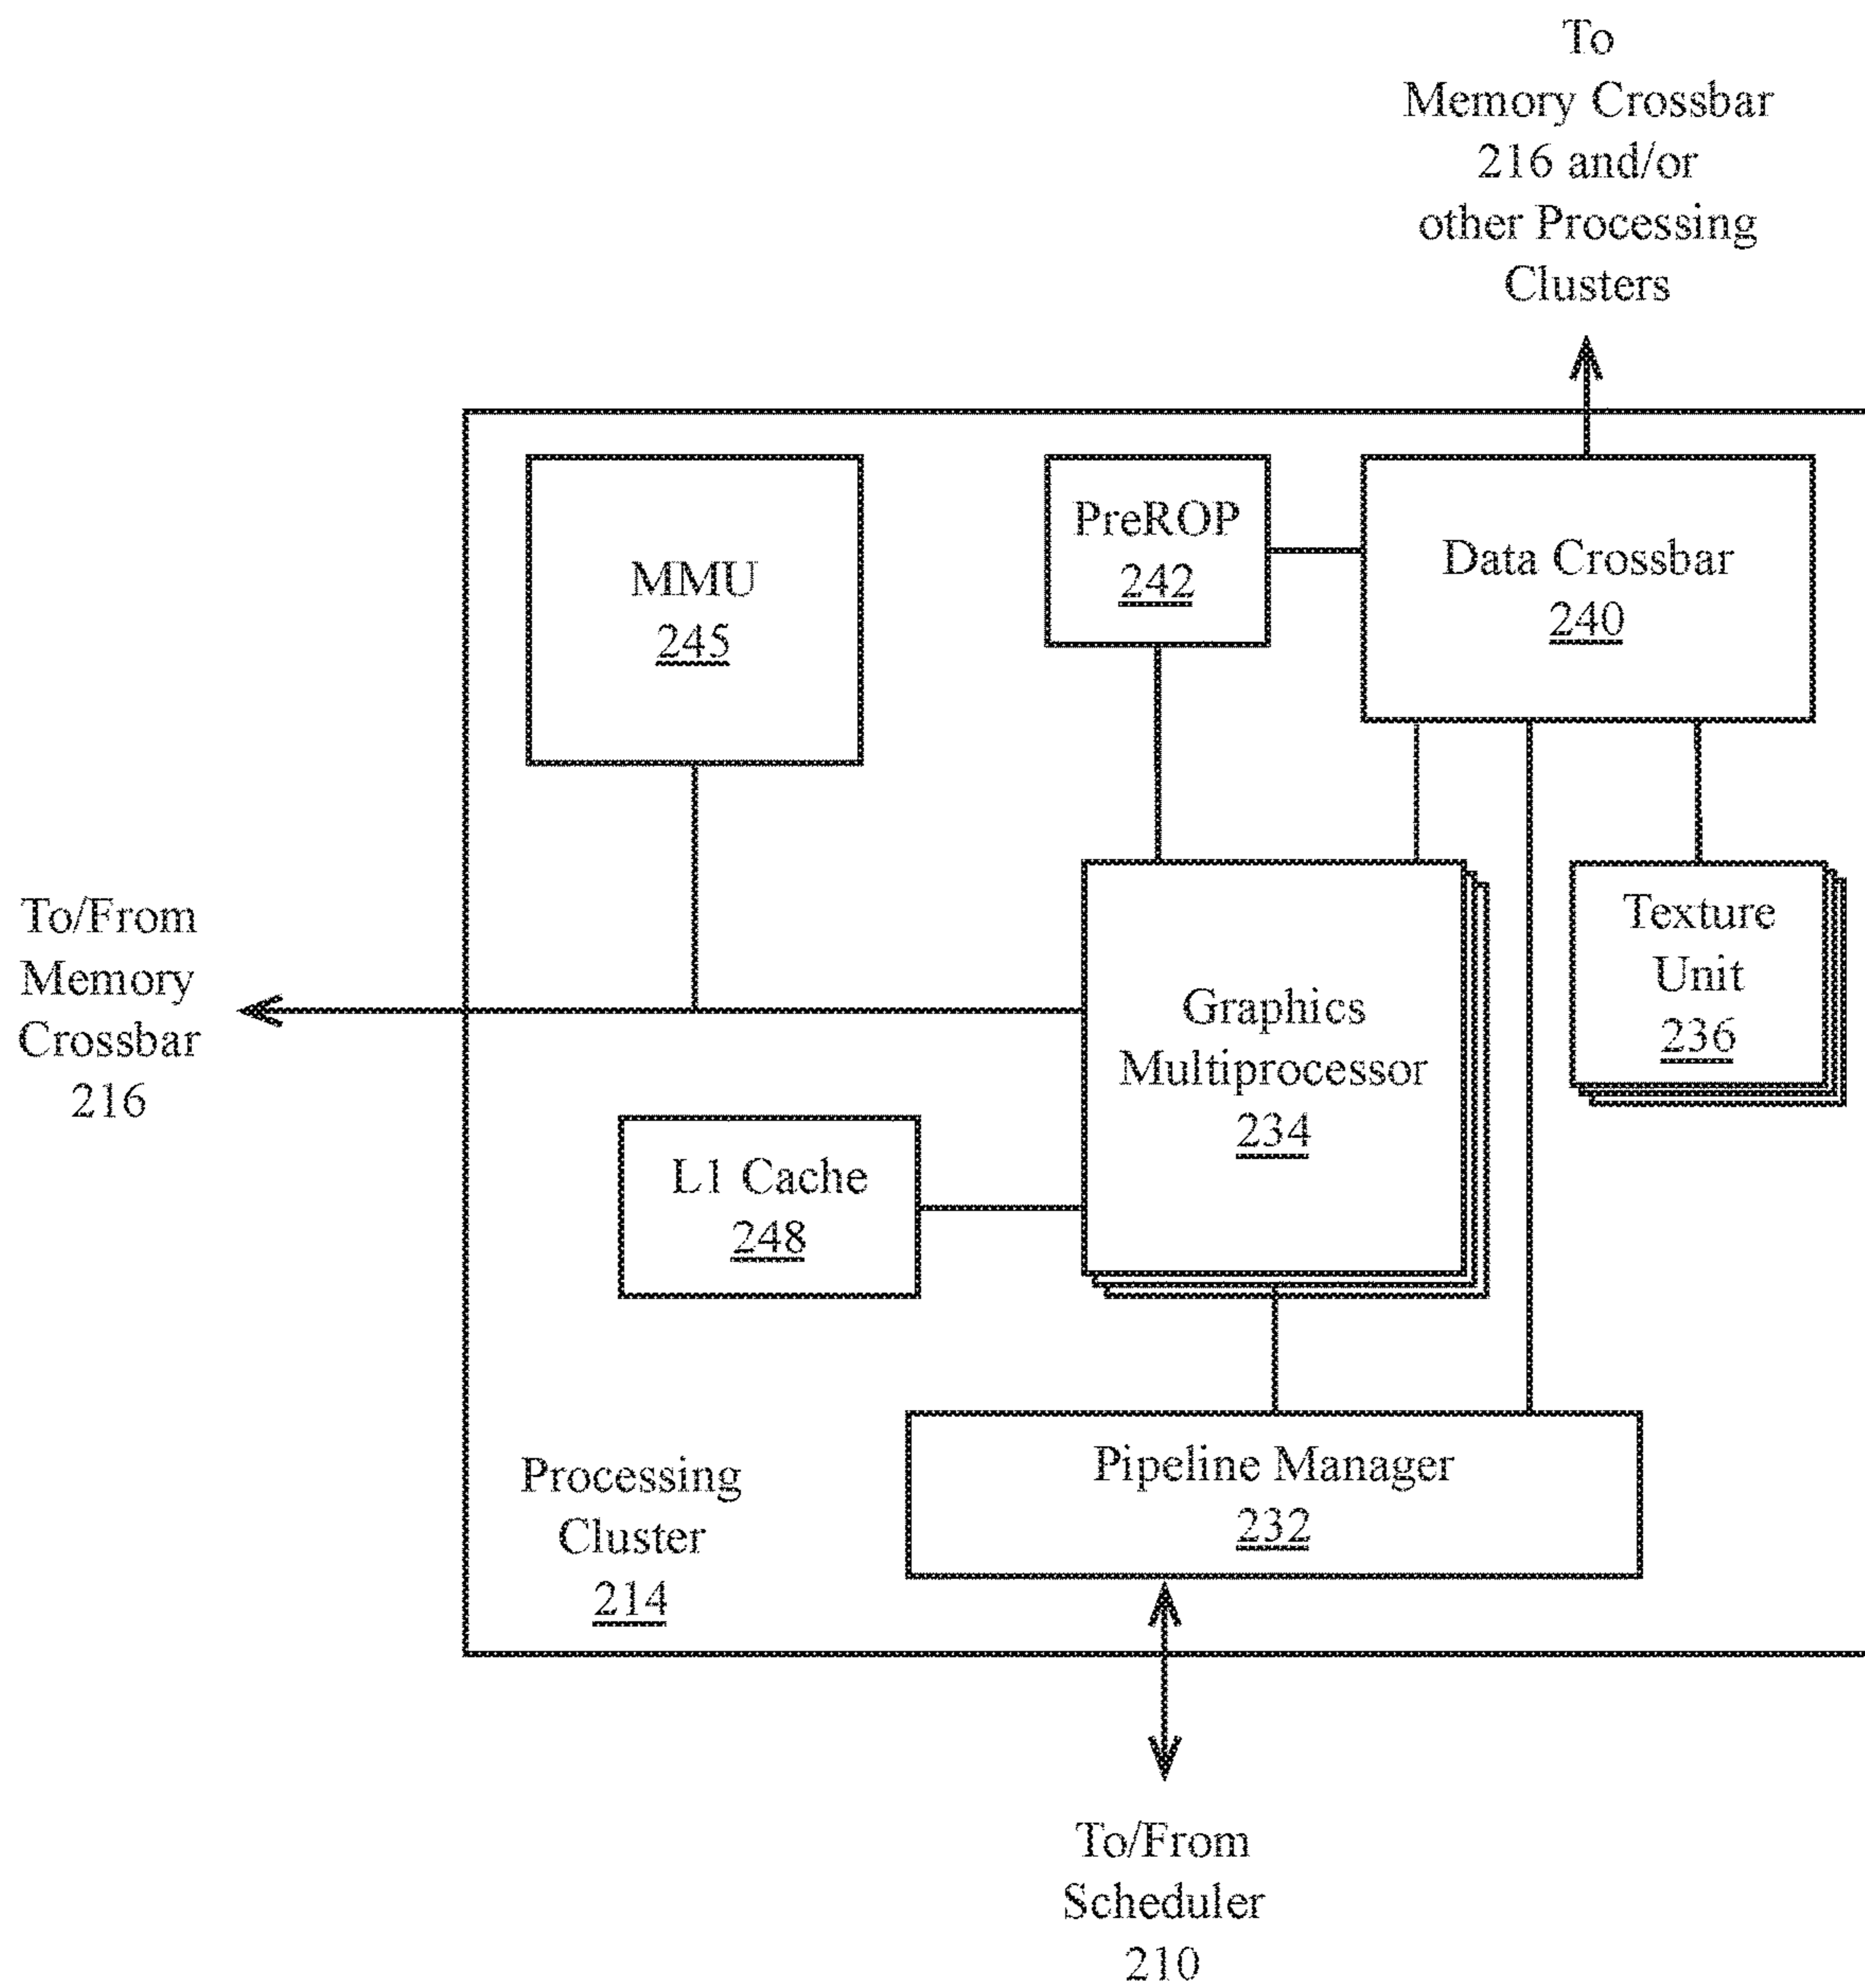 To
Memory Crossbar
216 and/or
other Processing
Clusters
MMU
245
PreROP
242
Data Crossbar
240
To/From
Memory
Crossbar
216
Graphics
Multiprocessor
234
Texture
Unit
236
L1 Cache
248
Processing
Cluster
214
Pipeline Manager
232
To/From
Scheduler
210